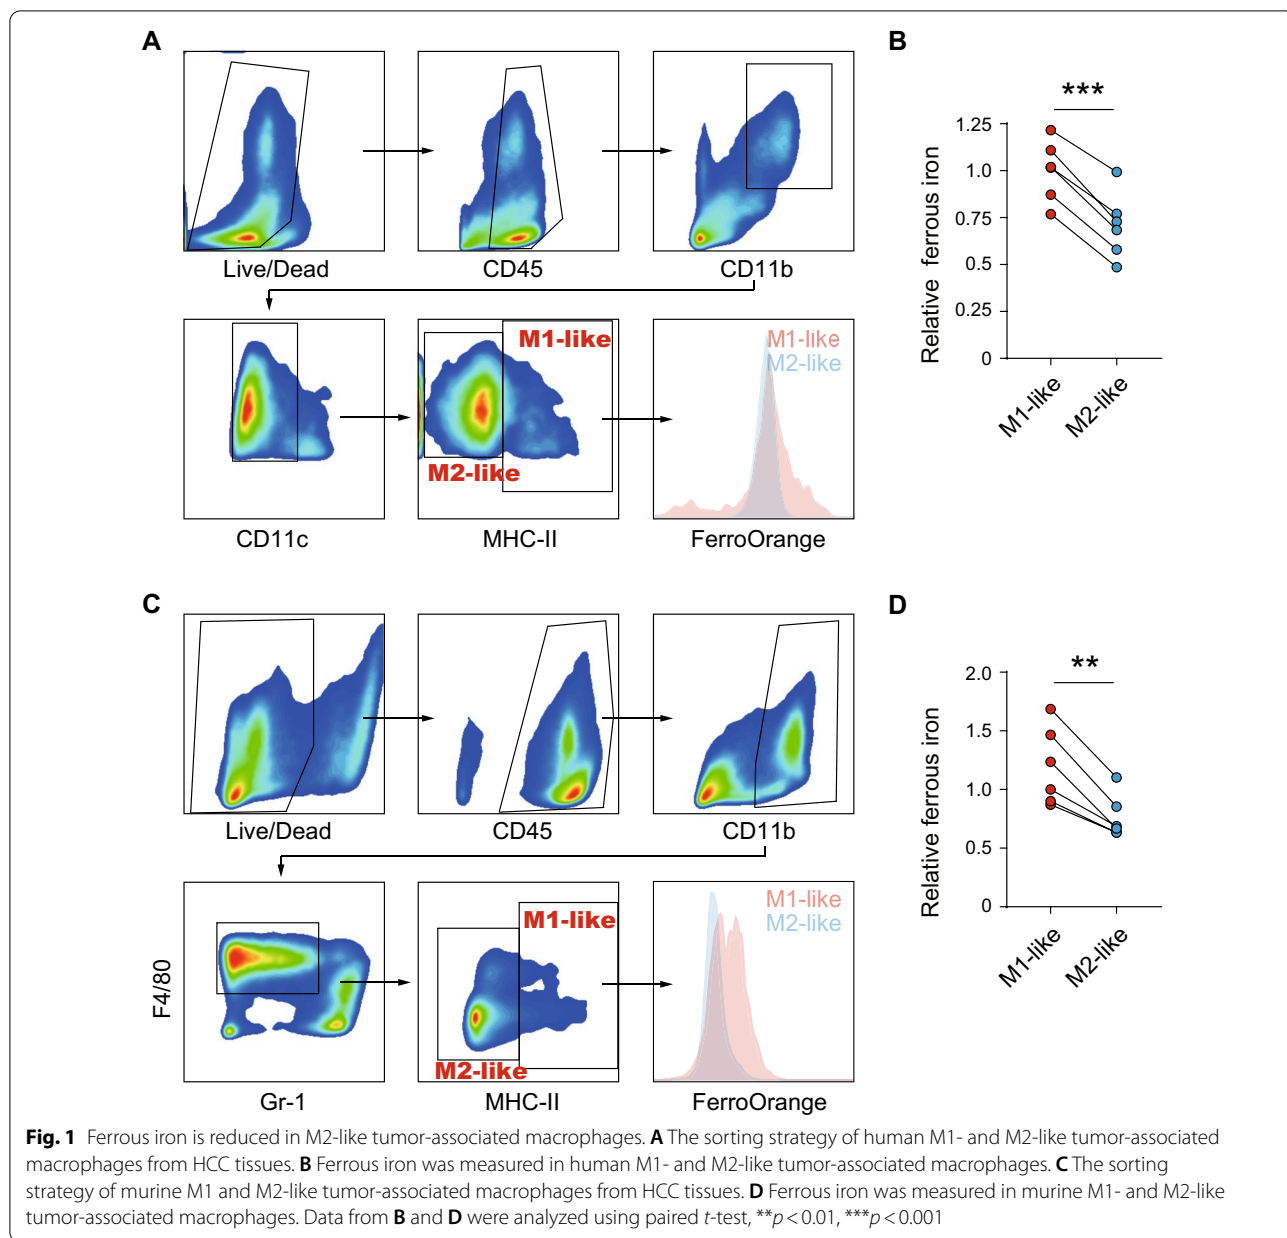 A
Live/Dead
CD45
CD11b
M1-like
M2-like
M1-like
M2-like
CD11c
MHC-II
FerroOrange
B
***
Relative ferrous iron
1.25
1.0
0.75
0.5
0.25
0
M1-like
M2-like
C
Live/Dead
CD45
CD11b
F4/80
M1-like
M2-like
M1-like
M2-like
Gr-1
MHC-II
FerroOrange
D
**
Relative ferrous iron
2.0
1.5
1.0
0.5
0
M1-like
M2-like
Fig. 1 Ferrous iron is reduced in M2-like tumor-associated macrophages. A The sorting strategy of human M1- and M2-like tumor-associated
macrophages from HCC tissues. B Ferrous iron was measured in human M1- and M2-like tumor-associated macrophages. C The sorting
strategy of murine M1 and M2-like tumor-associated macrophages from HCC tissues. D Ferrous iron was measured in murine M1- and M2-like
tumor-associated macrophages. Data from B and D were analyzed using paired t-test, **p < 0.01, ***p < 0.001